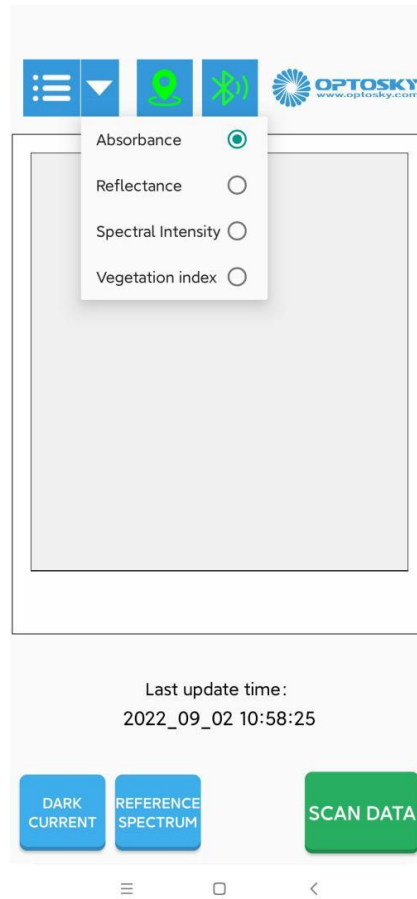 OPTOSKY
www.optosky.com
Absorbance
Reflectance
Spectral Intensity
Vegetation index
Last update time:
2022_09_02 10:58:25
DARK
CURRENT
REFERENCE
SPECTRUM
SCAN DATA